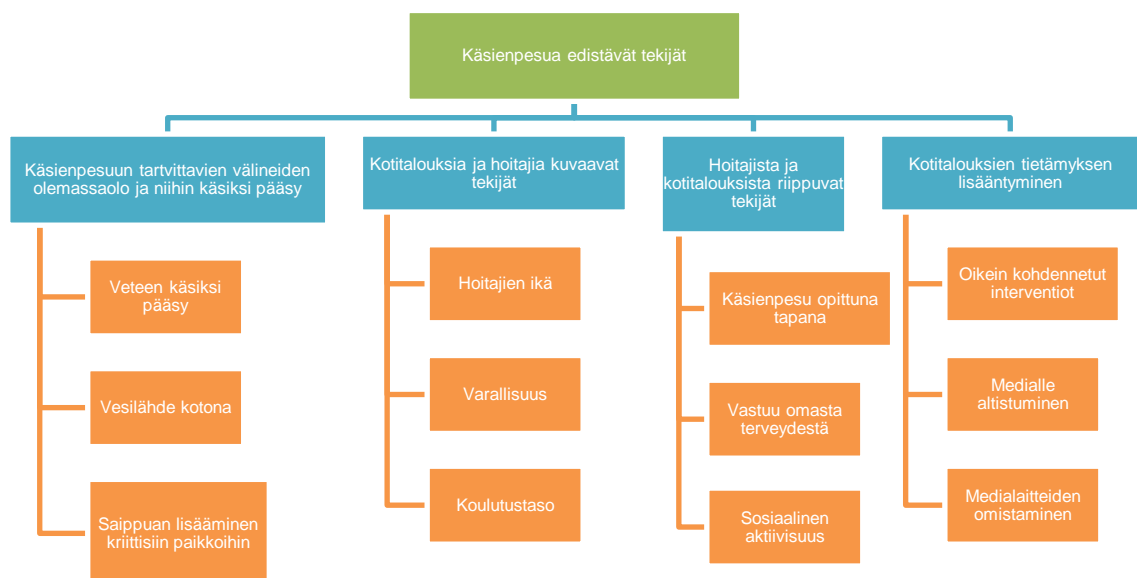 Käsienpesua edistävät tekijät
Käsienpesuun tartvittavien välineiden
olemassaolo ja niihin käsiksi pääsy
Veteen käsiksi
pääsy
Vesilähde kotona
Saippuan lisääminen
kriittisiin paikkoihin
Kotitalouksia ja hoitajia kuvaavat
tekijät
Hoitajien ikä
Varallisuus
Koulutustaso
Hoitajista ja
kotitalouksista riippuvat
tekijät
Käsienpesu opittuna
tapana
Vastuu omasta
terveydestä
Sosiaalinen
aktiivisuus
Kotitalouksien tietämyksen
lisääntyminen
Oikein kohdennetut
interventiot
Medialle
altistuminen
Medialaitteiden
omistaminen